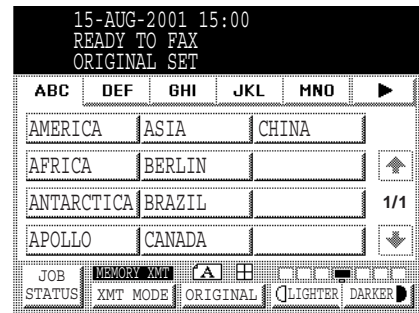 15-AUG-2001 15:00
READY TO FAX
ORIGINAL SET
ABC DEF GHI JKL MNO
AMERICA ASIA CHINA
AFRICA BERLIN
ANTARCTICA BRAZIL 1/1
APOLLO CANADA
JOB STATUS MEMORY XMT A
XMT MODE ORIGINAL LIGHTER DARKER